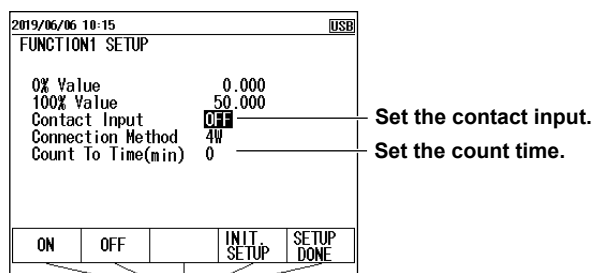 2019/06/06 10:15 USB
FUNCTION1 SETUP
0% Value 0.000
100% Value 50.000
Contact Input OFF
Set the contact input.
Connection Method 4W
Count To Time(min) 0
Set the count time.
ON OFF INIT. SETUP SETUP DONE